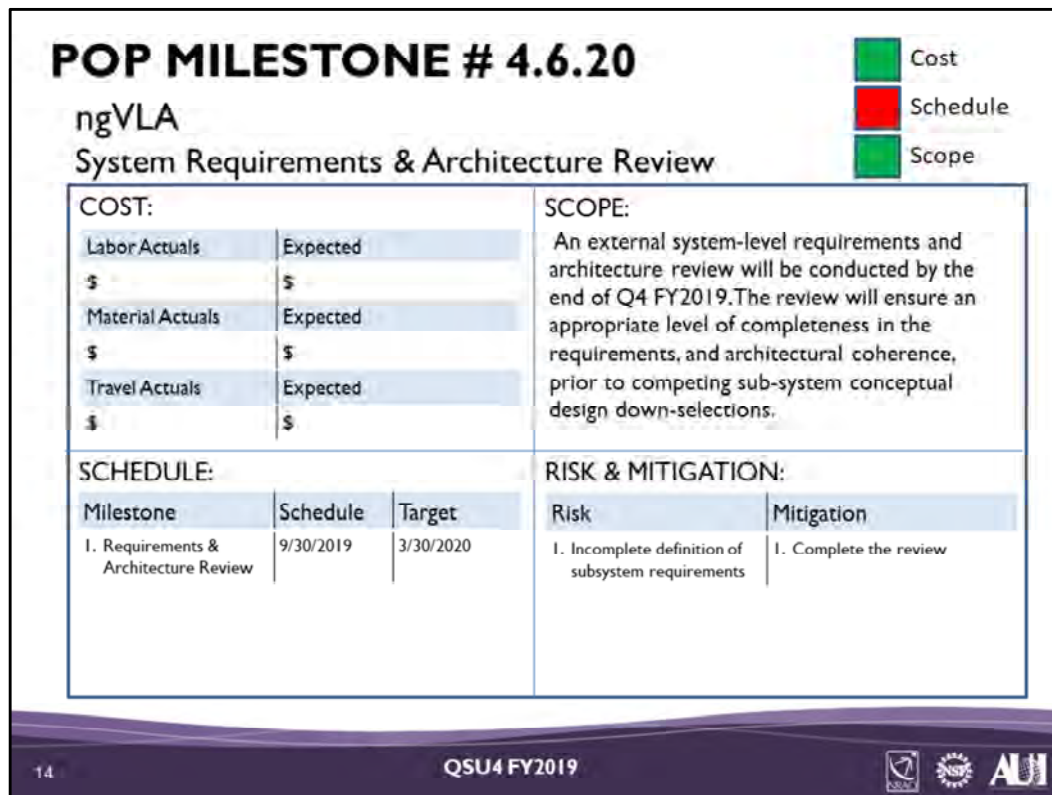 POP MILESTONE # 4.6.20
ngVLA
System Requirements & Architecture Review
Cost
Schedule
Scope
COST:
Labor Actuals Expected
$ $
Material Actuals Expected
$ $
Travel Actuals Expected
$ $
SCOPE:
An external system-level requirements and
architecture review will be conducted by the
end of Q4 FY2019.The review will ensure an
appropriate level of completeness in the
requirements, and architectural coherence,
prior to competing sub-system conceptual
design down-selections.
SCHEDULE:
Milestone Schedule Target
1. Requirements & 9/30/2019 3/30/2020
Architecture Review
RISK & MITIGATION:
Risk Mitigation
1. Incomplete definition of 1. Complete the review
subsystem requirements
14 QSU4 FY2019
NRAO NSF AUI